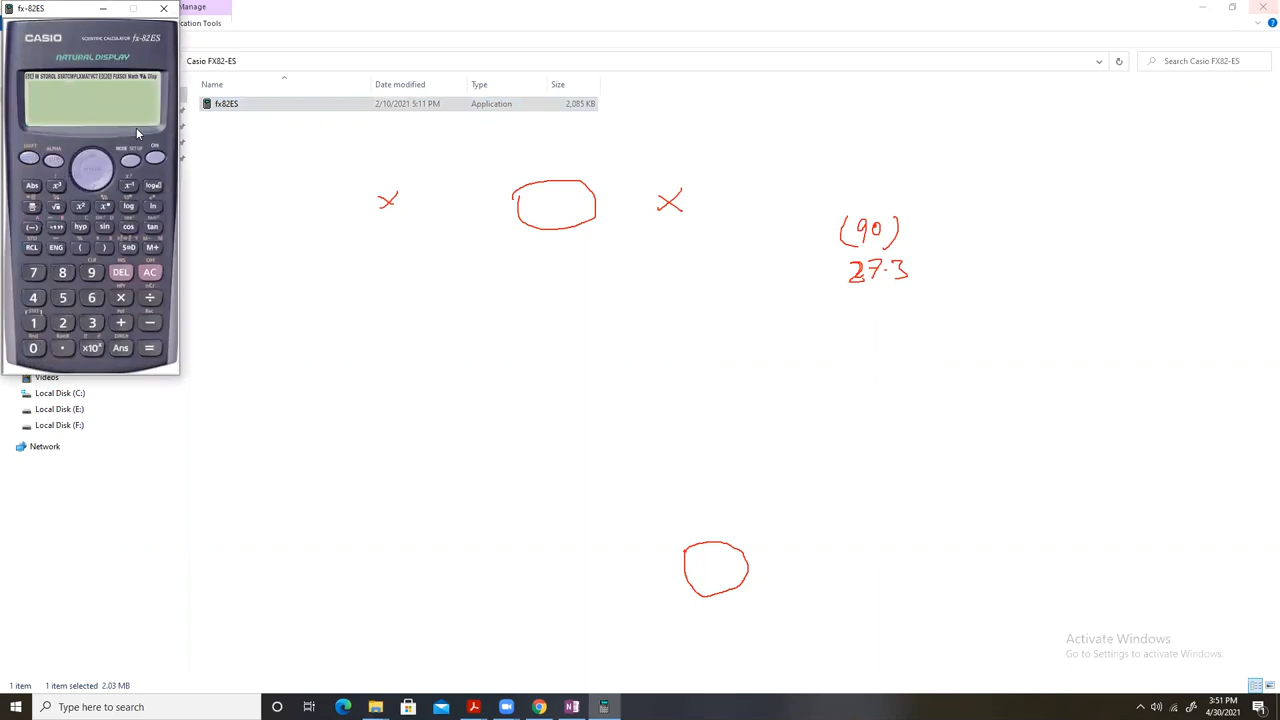 fx-82ES
Manage
cation Tools
CASIO
SCIENTIFIC CALCULATOR fx-82ES
NATURAL DISPLAY
Casio FX82-ES
Search Casio FX82-ES
Name
Date modified
Type
Size
fx82ES
2/10/2021 5:11 PM
Application
2,085 KB
SHIFT
ALPHA
MODE SETUP
ON
Abs
x³
x⁻¹
x²
log
ln
(−)
hyp
sin
cos
tan
RCL
ENG
(
)
S⇔D
M+
7
8
9
DEL
AC
4
5
6
×
÷
1
2
3
+
−
0
·
×10ˣ
Ans
=
X
X
(90)
27.3
Videos
Local Disk (C:)
Local Disk (E:)
Local Disk (F:)
Network
Activate Windows
Go to Settings to activate Windows.
1 item
1 item selected 2.03 MB
Type here to search
3:51 PM
4/30/2021